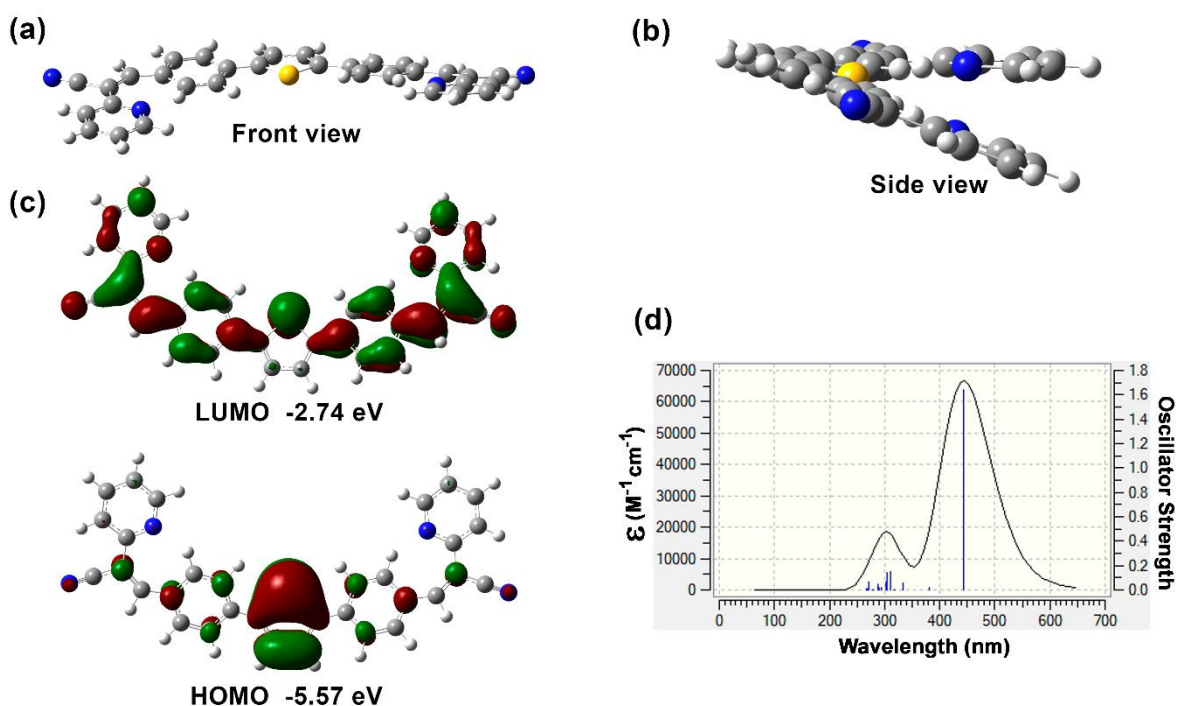 (a)
Front view
(b)
Side view
(c)
LUMO -2.74 eV
HOMO -5.57 eV
(d)
70000
60000
50000
40000
30000
20000
10000
0
ε (M⁻¹cm⁻¹)
1.8
1.6
1.4
1.2
1.0
0.8
0.6
0.4
0.2
0.0
Oscillator Strength
0 100 200 300 400 500 600 700
Wavelength (nm)